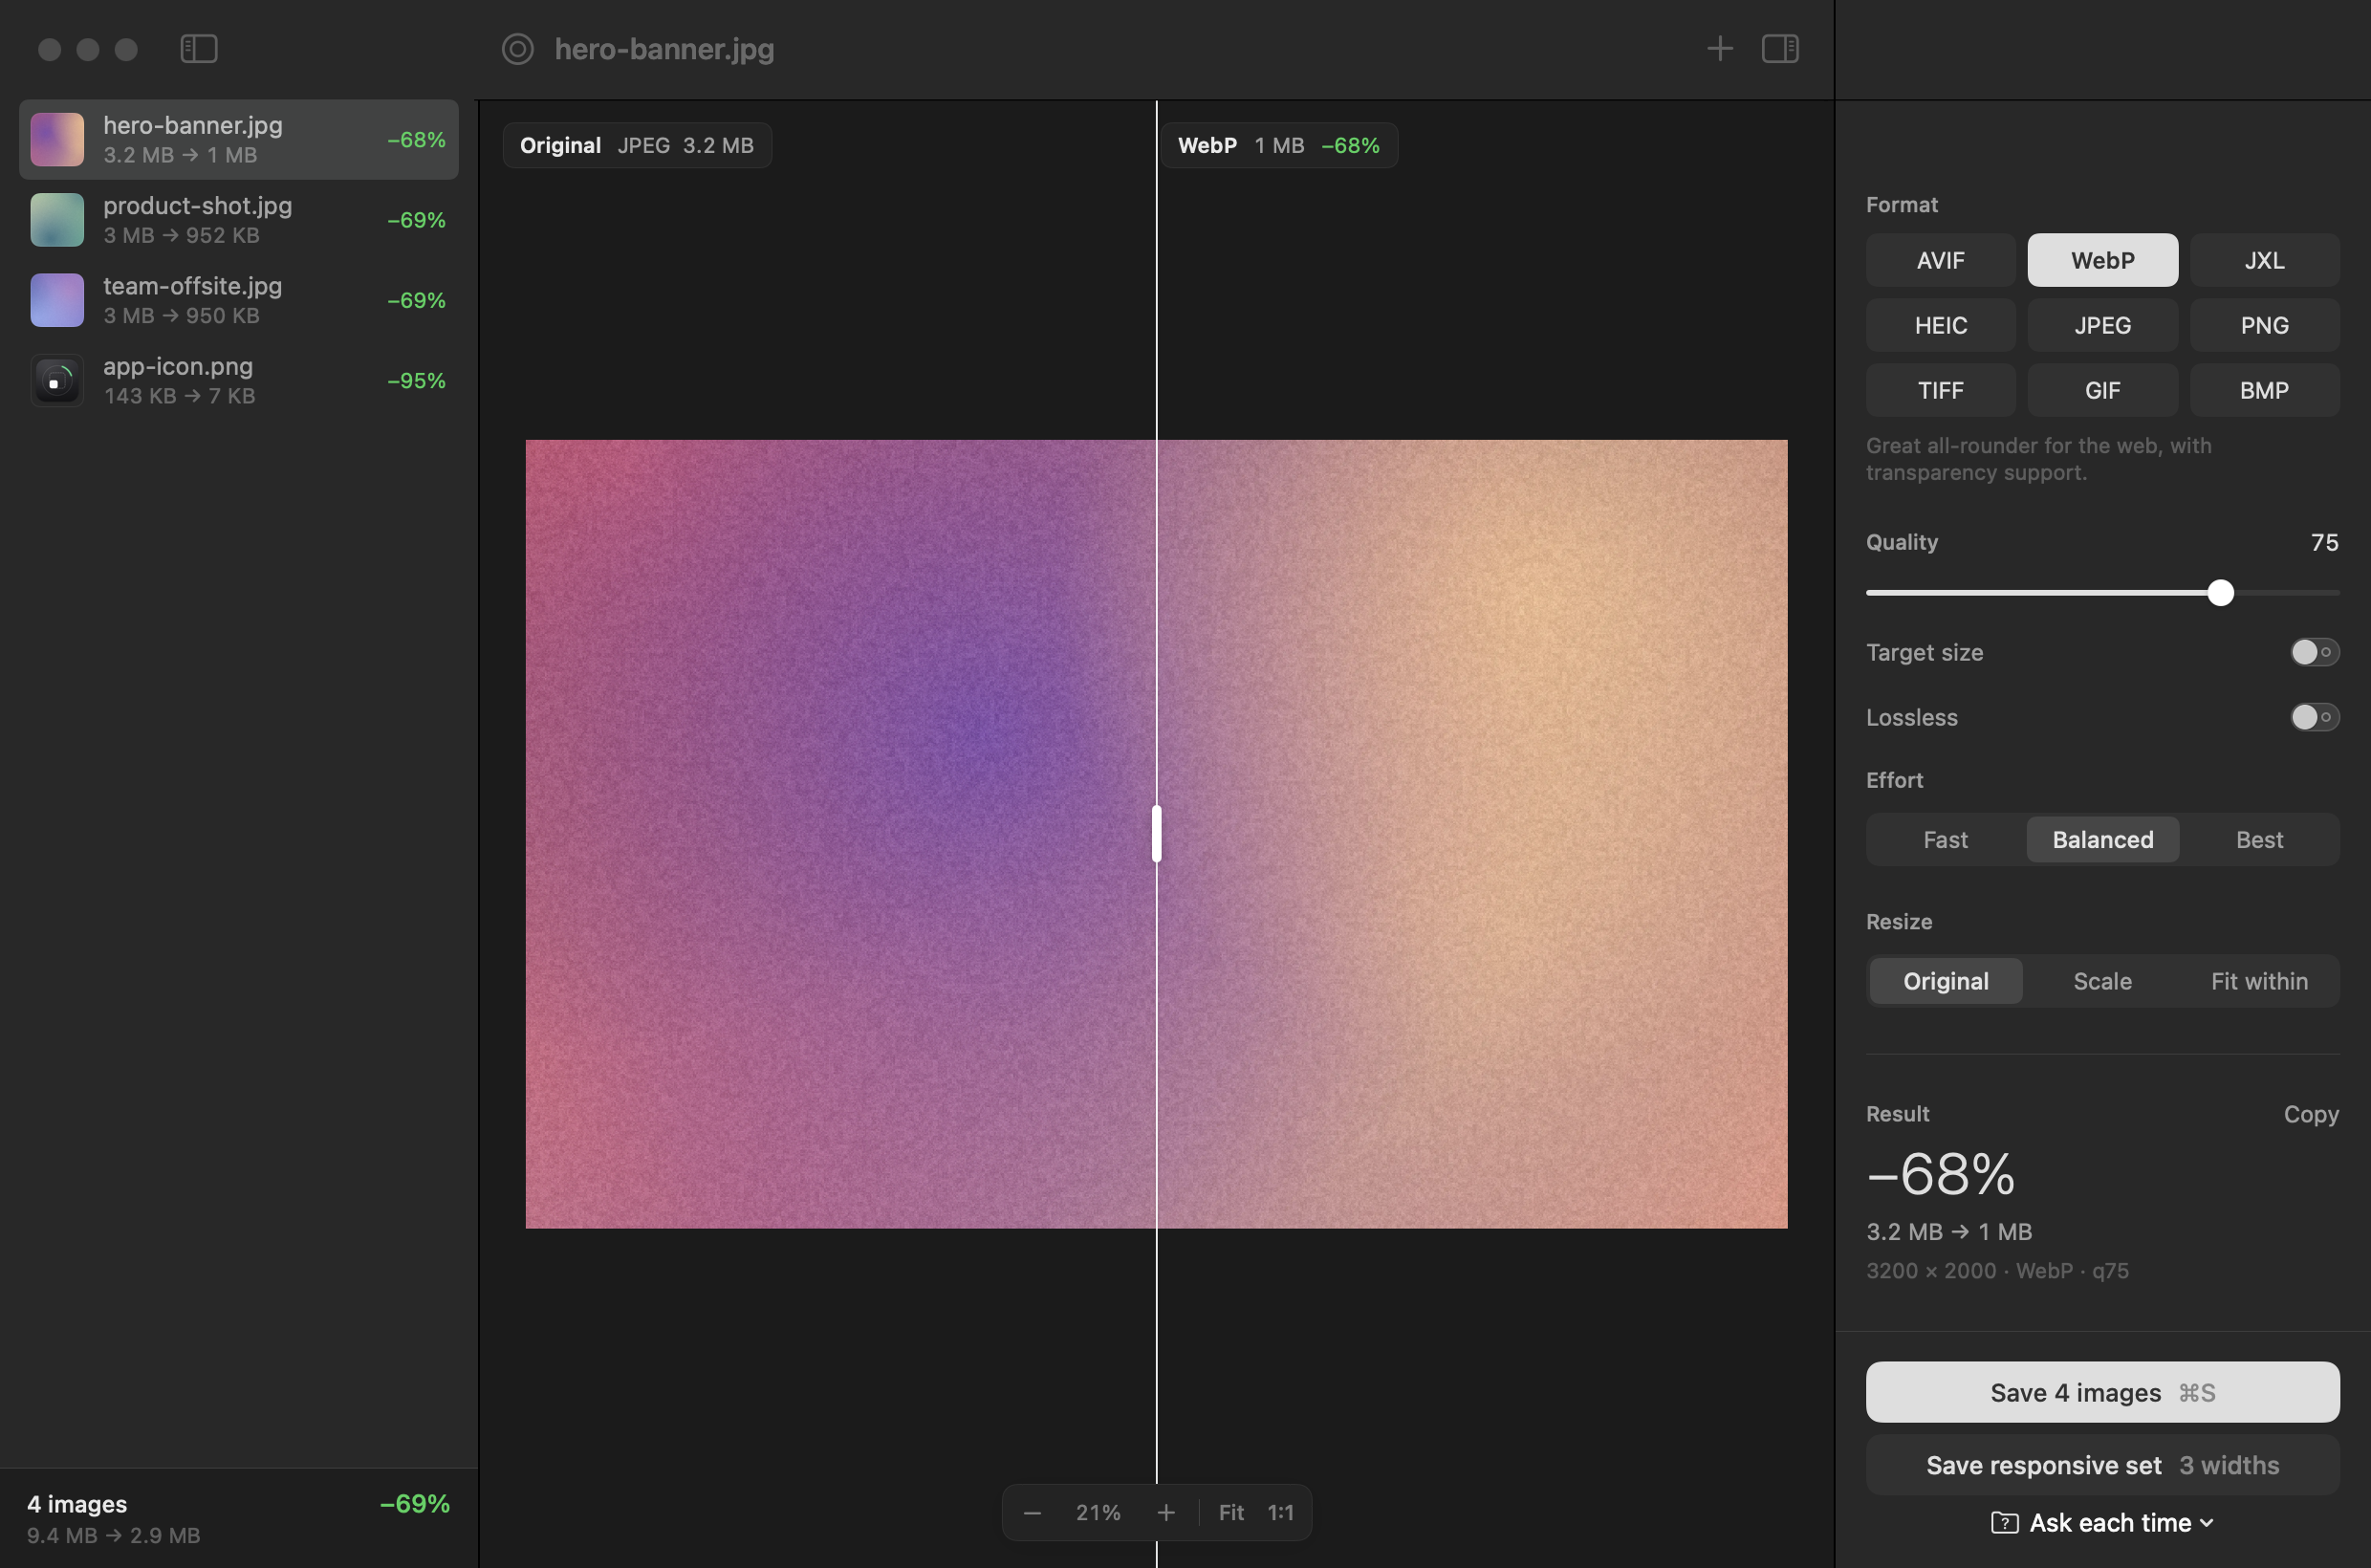 hero-banner.jpg
hero-banner.jpg
3.2 MB → 1 MB
–68%
product-shot.jpg
3 MB → 952 KB
–69%
team-offsite.jpg
3 MB → 950 KB
–69%
app-icon.png
143 KB → 7 KB
–95%
4 images
–69%
9.4 MB → 2.9 MB
Original JPEG 3.2 MB
WebP 1 MB –68%
– 21% + Fit 1:1
Format
AVIF WebP JXL
HEIC JPEG PNG
TIFF GIF BMP
Great all-rounder for the web, with
transparency support.
Quality 75
Target size
Lossless
Effort
Fast Balanced Best
Resize
Original Scale Fit within
Result Copy
–68%
3.2 MB → 1 MB
3200 × 2000 · WebP · q75
Save 4 images ⌘S
Save responsive set 3 widths
Ask each time